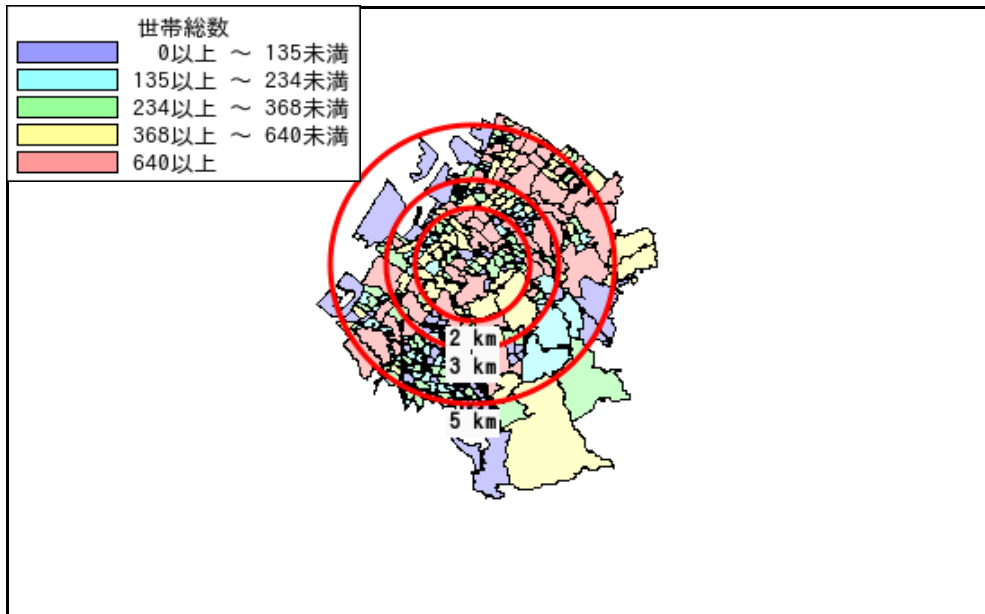 世帯総数
0以上 ～ 135未満
135以上 ～ 234未満
234以上 ～ 368未満
368以上 ～ 640未満
640以上
2 km
3 km
5 km